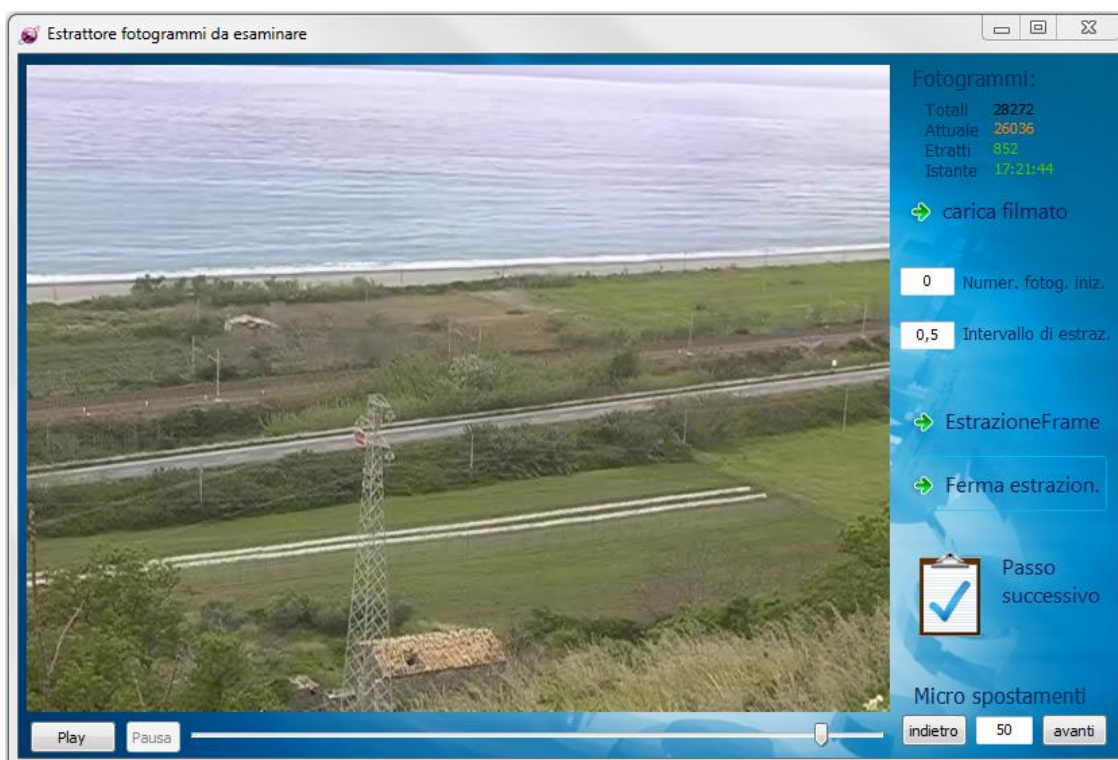 Estrattore fotogrammi da esaminare
Fotogrammi:
Totali 28272
Attuale 26036
Etratti 852
Istante 17:21:44
carica filmato
0 Numer. fotog. iniz.
0,5 Intervallo di estraz.
EstrazioneFrame
Ferma estrazion.
Passo
successivo
Micro spostamenti
Play Pausa indietro 50 avanti